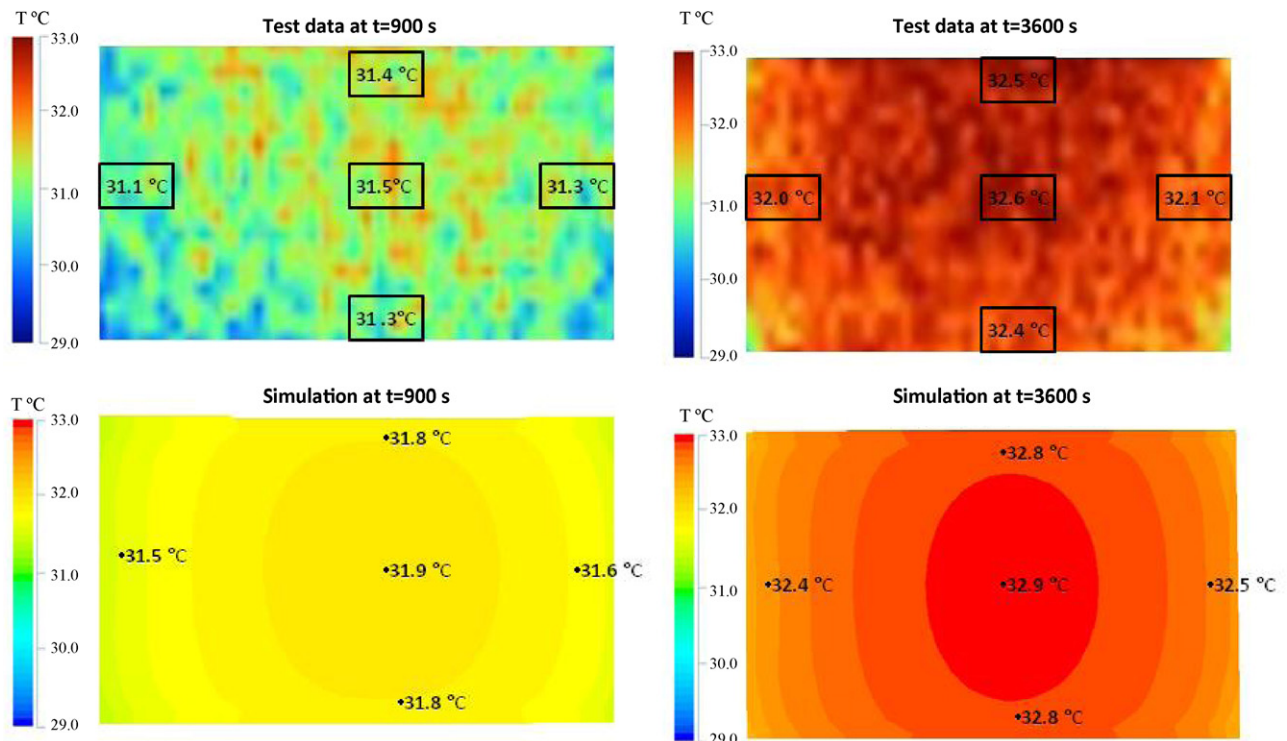 T ºC
Test data at t=900 s
33.0
32.0
31.0
30.0
29.0
31.4 °C
31.1 °C
31.5°C
31.3 °C
31.3°C
T ºC
Test data at t=3600 s
33.0
32.0
31.0
30.0
29.0
32.5 °C
32.0 °C
32.6 °C
32.1 °C
32.4 °C
T ºC
Simulation at t=900 s
33.0
32.0
31.0
30.0
29.0
31.8 °C
31.5 °C
31.9 °C
31.6 °C
31.8 °C
T ºC
Simulation at t=3600 s
33.0
32.0
31.0
30.0
29.0
32.8 °C
32.4 °C
32.9 °C
32.5 °C
32.8 °C